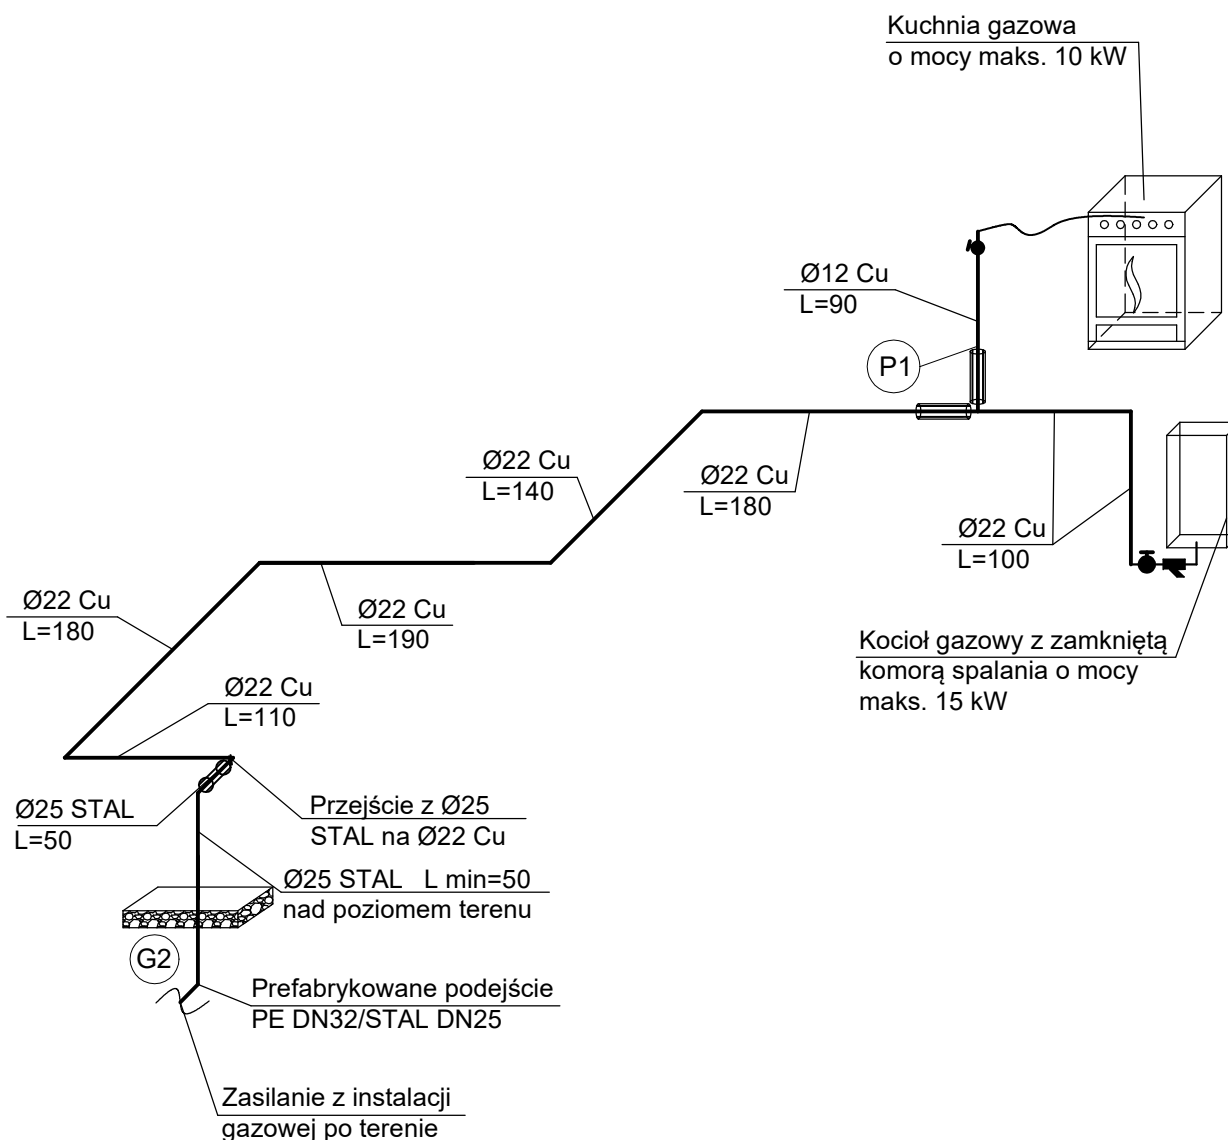 Kuchnia gazowa
o mocy maks. 10 kW
Ø12 Cu
L=90
P1
Ø22 Cu
L=140
Ø22 Cu
L=180
Ø22 Cu
L=100
Ø22 Cu
L=180
Ø22 Cu
L=190
Kocioł gazowy z zamkniętą
komorą spalania o mocy
maks. 15 kW
Ø22 Cu
L=110
Ø25 STAL
L=50
Przejście z Ø25
STAL na Ø22 Cu
Ø25 STAL L min=50
nad poziomem terenu
G2
Prefabrykowane podejście
PE DN32/STAL DN25
Zasilanie z instalacji
gazowej po terenie